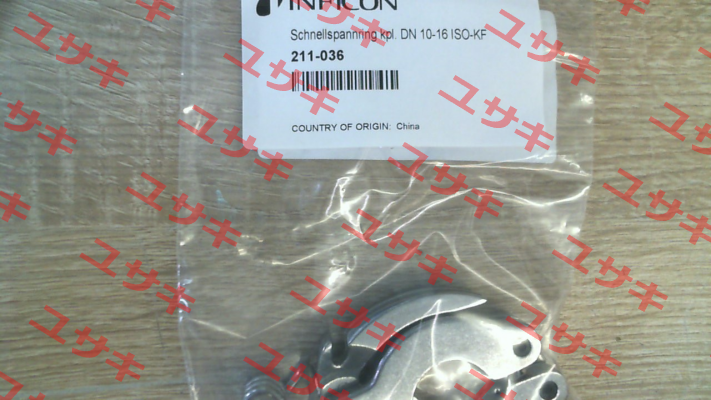 INFICON
Schnellspannring kpl. DN 10-16 ISO-KF
211-036
COUNTRY OF ORIGIN: China
ユサキ